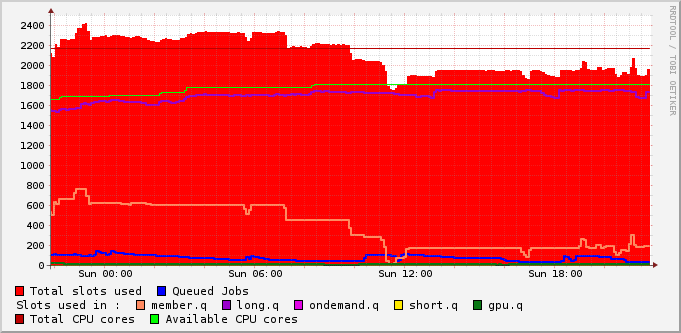 2400
2200
2000
1800
1600
1400
1200
1000
800
600
400
200
0
Sun 00:00 Sun 06:00 Sun 12:00 Sun 18:00
RRDTOOL / TOBI OETIKER
Total slots used Queued Jobs
Slots used in : member.q long.q ondemand.q short.q gpu.q
Total CPU cores Available CPU cores